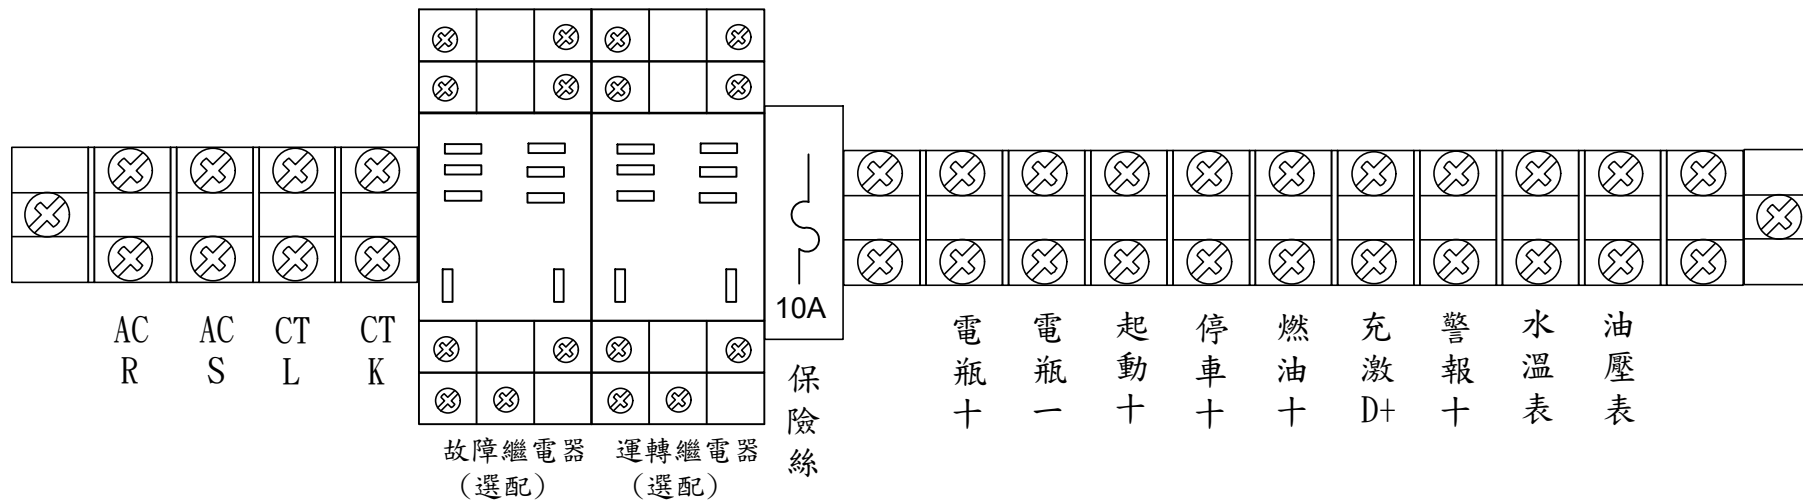 AC R
AC S
CT L
CT K
故障繼電器
(選配)
運轉繼電器
(選配)
10A
保險絲
電瓶十
電瓶一
起動十
停車十
燃油十
充激D+
警報十
水溫表
油壓表